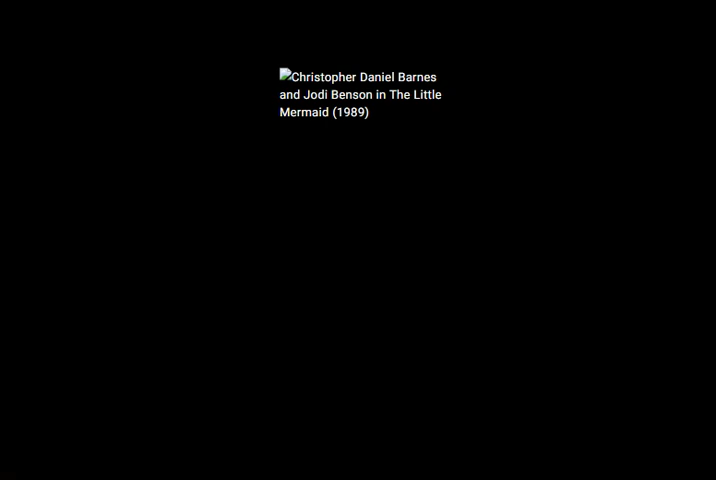 Christopher Daniel Barnes
and Jodi Benson in The Little
Mermaid (1989)